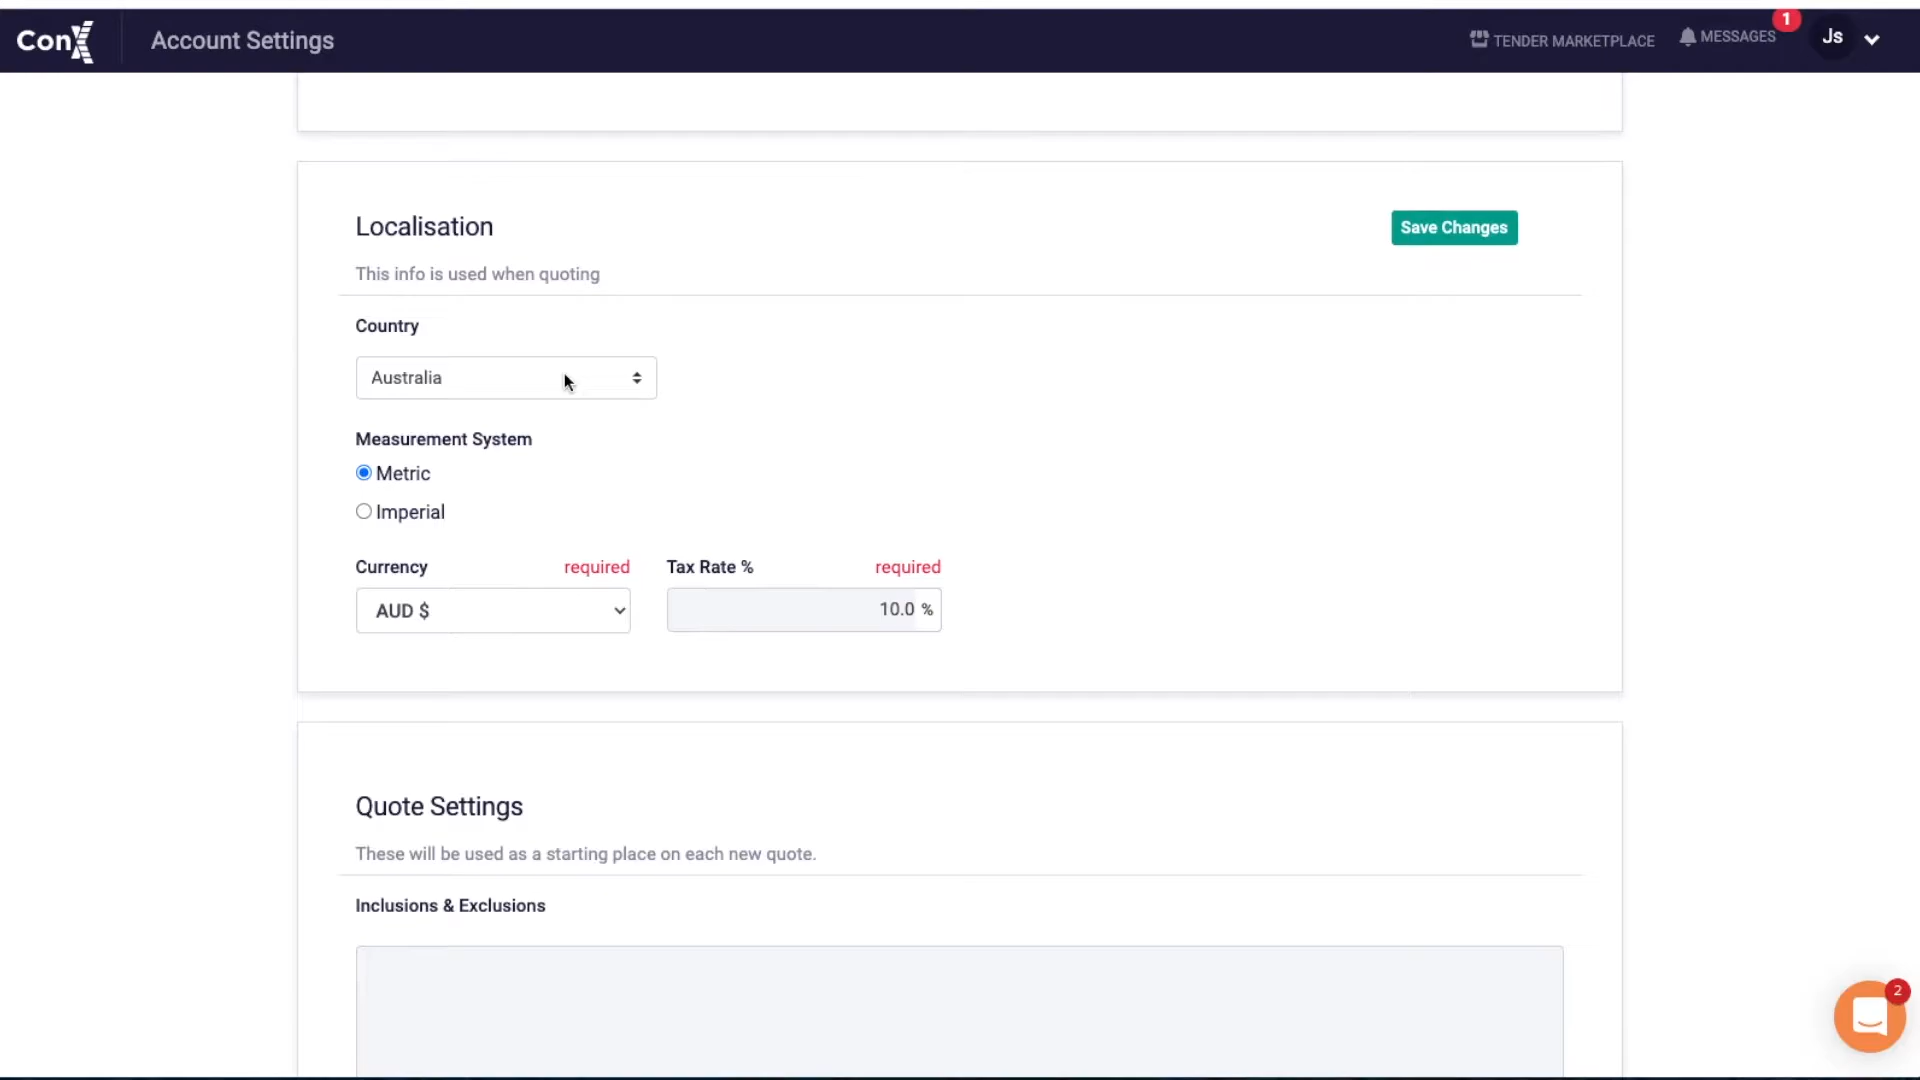 ConX
Account Settings
TENDER MARKETPLACE
MESSAGES
1
Js
Localisation
Save Changes
This info is used when quoting
Country
Australia
Measurement System
Metric
Imperial
Currency required
Tax Rate % required
AUD $
10.0 %
Quote Settings
These will be used as a starting place on each new quote.
Inclusions & Exclusions
2